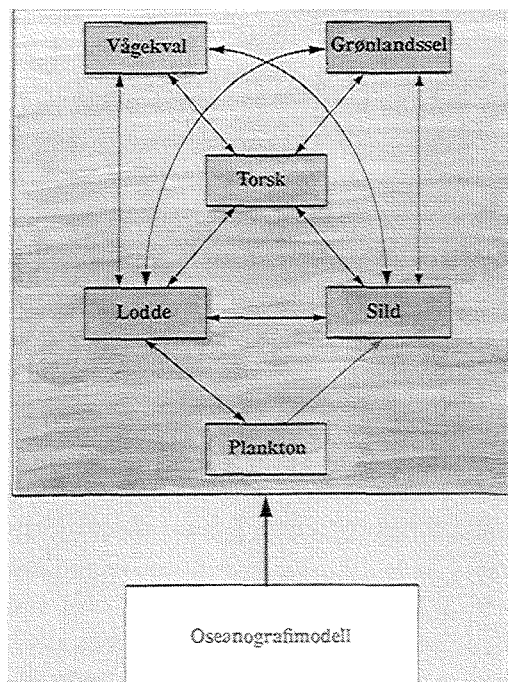 Vågekval
Grønlandssel
Torsk
Lodde
Sild
Plankton
Oseanografimodell